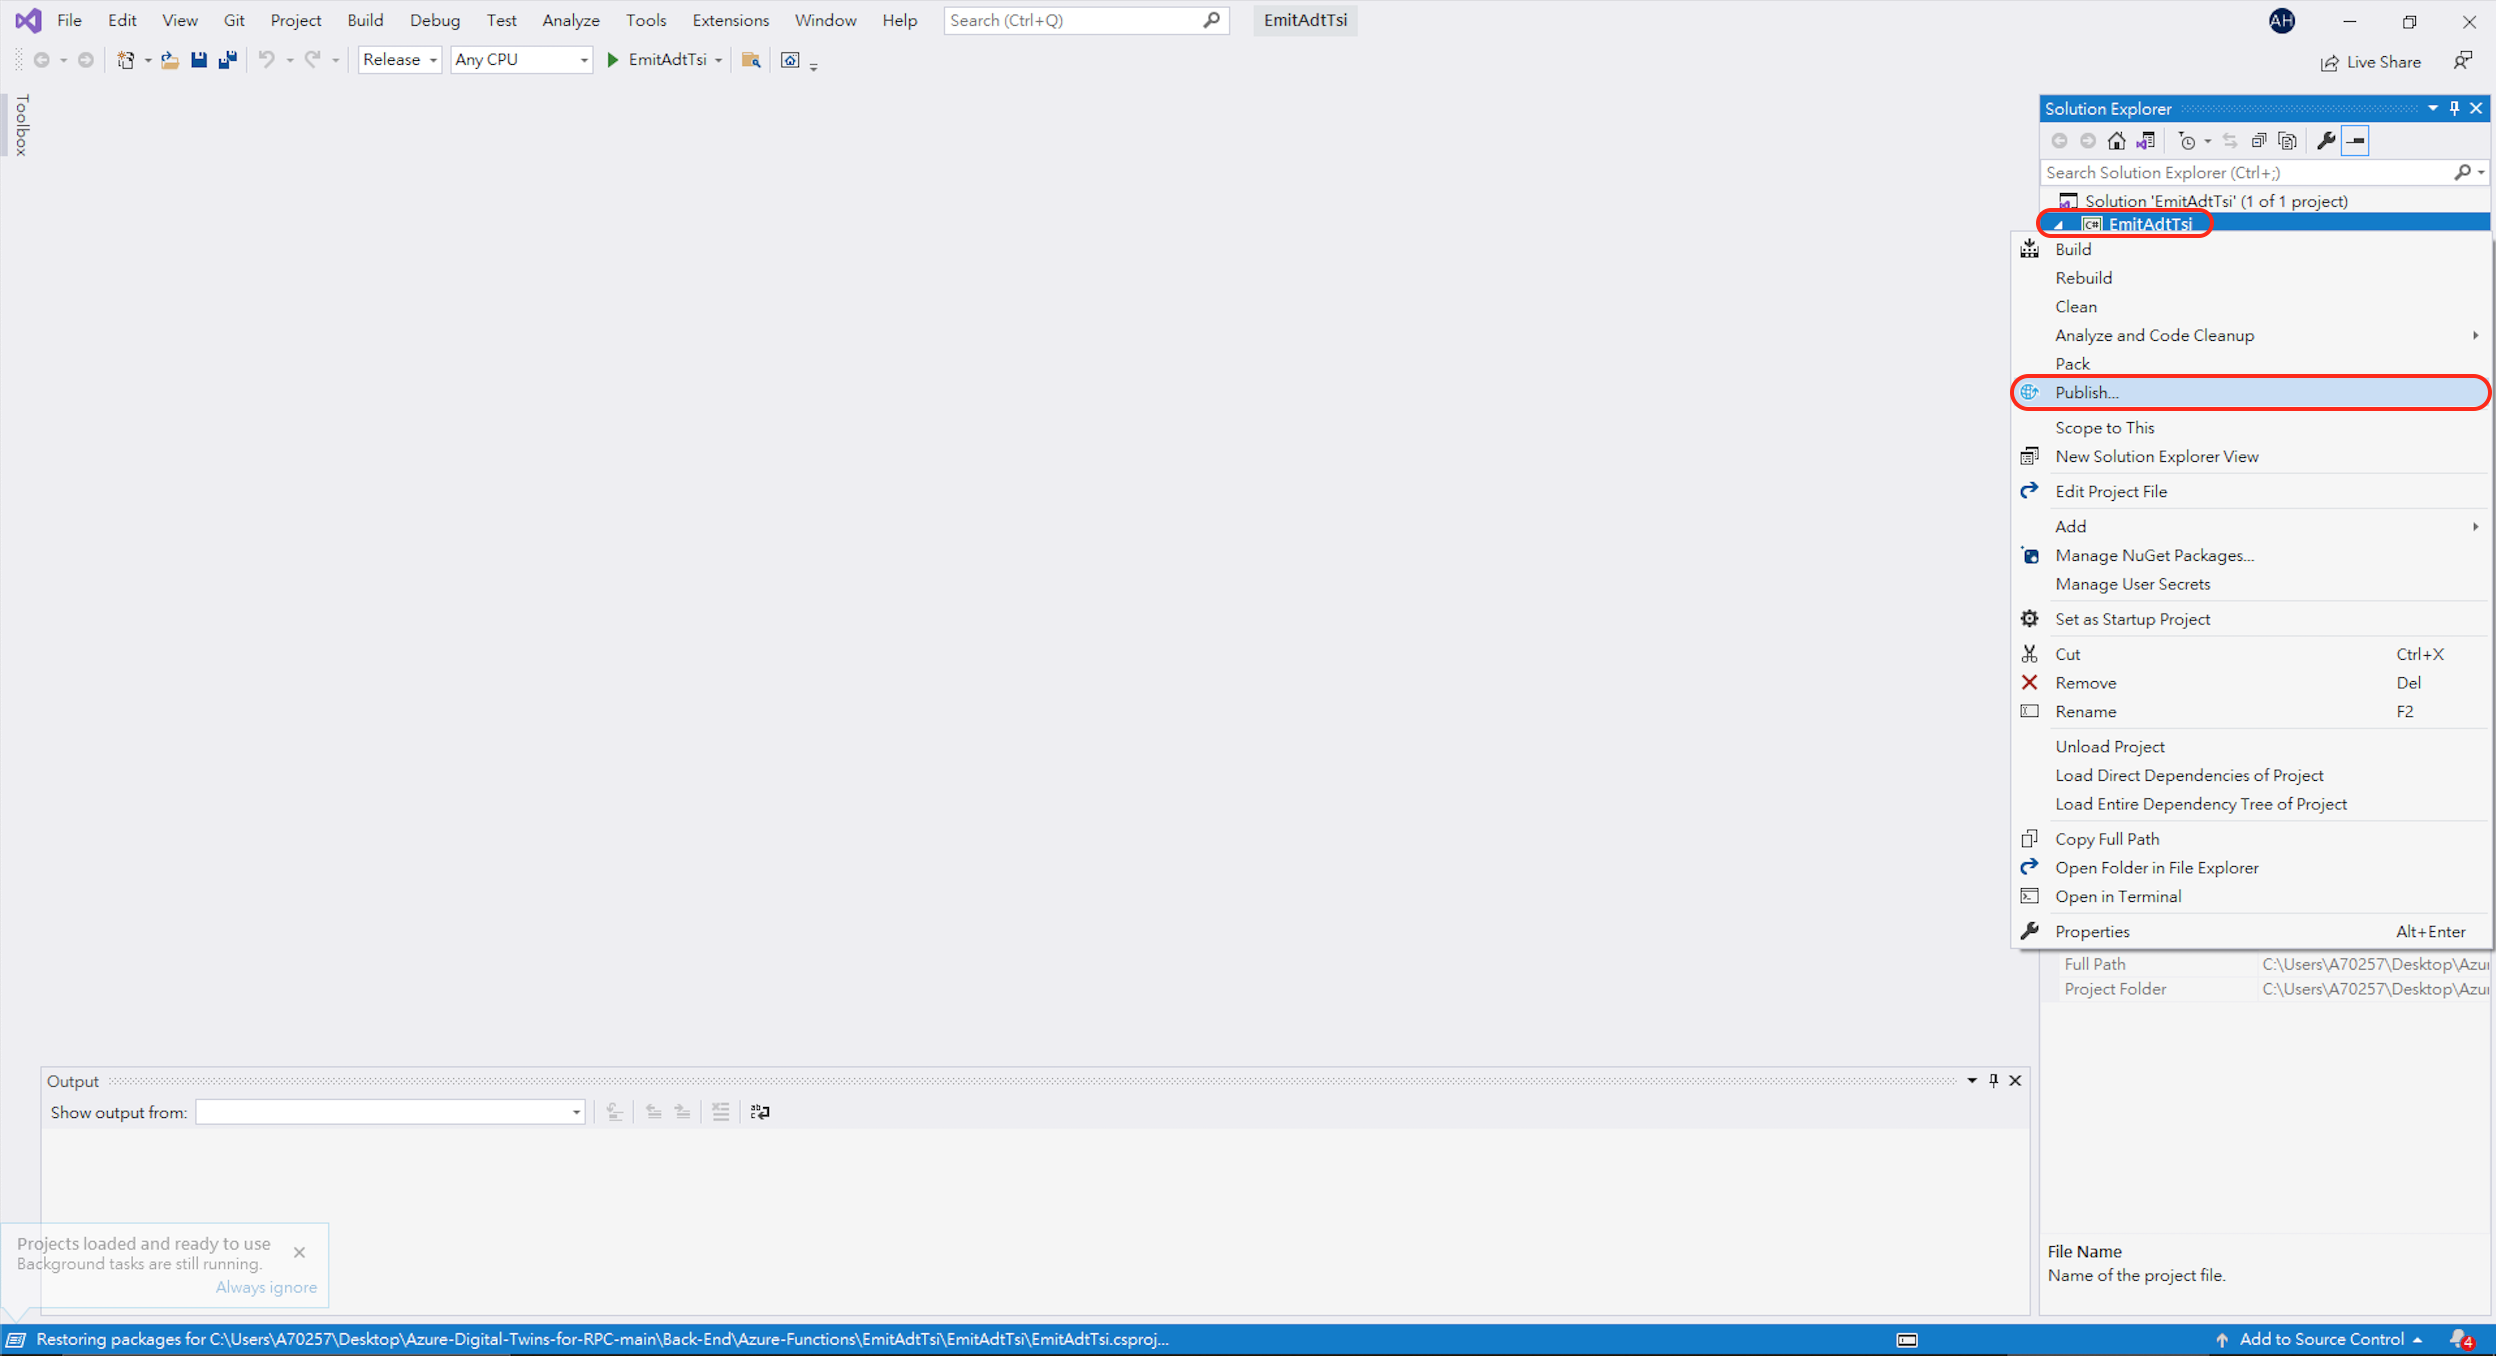 File Edit View Git Project Build Debug Test Analyze Tools Extensions Window Help Search (Ctrl+Q) EmitAdtTsi AH
Release Any CPU EmitAdtTsi Live Share
Toolbox
Solution Explorer
Search Solution Explorer (Ctrl+;)
Solution 'EmitAdtTsi' (1 of 1 project)
C# EmitAdtTsi
Build
Rebuild
Clean
Analyze and Code Cleanup
Pack
Publish...
Scope to This
New Solution Explorer View
Edit Project File
Add
Manage NuGet Packages...
Manage User Secrets
Set as Startup Project
Cut Ctrl+X
Remove Del
Rename F2
Unload Project
Load Direct Dependencies of Project
Load Entire Dependency Tree of Project
Copy Full Path
Open Folder in File Explorer
Open in Terminal
Properties Alt+Enter
Full Path C:\Users\A70257\Desktop\Azu
Project Folder C:\Users\A70257\Desktop\Azu
Output
Show output from:
Projects loaded and ready to use
Background tasks are still running.
Always ignore
File Name
Name of the project file.
Restoring packages for C:\Users\A70257\Desktop\Azure-Digital-Twins-for-RPC-main\Back-End\Azure-Functions\EmitAdtTsi\EmitAdtTsi\EmitAdtTsi.csproj... Add to Source Control 4